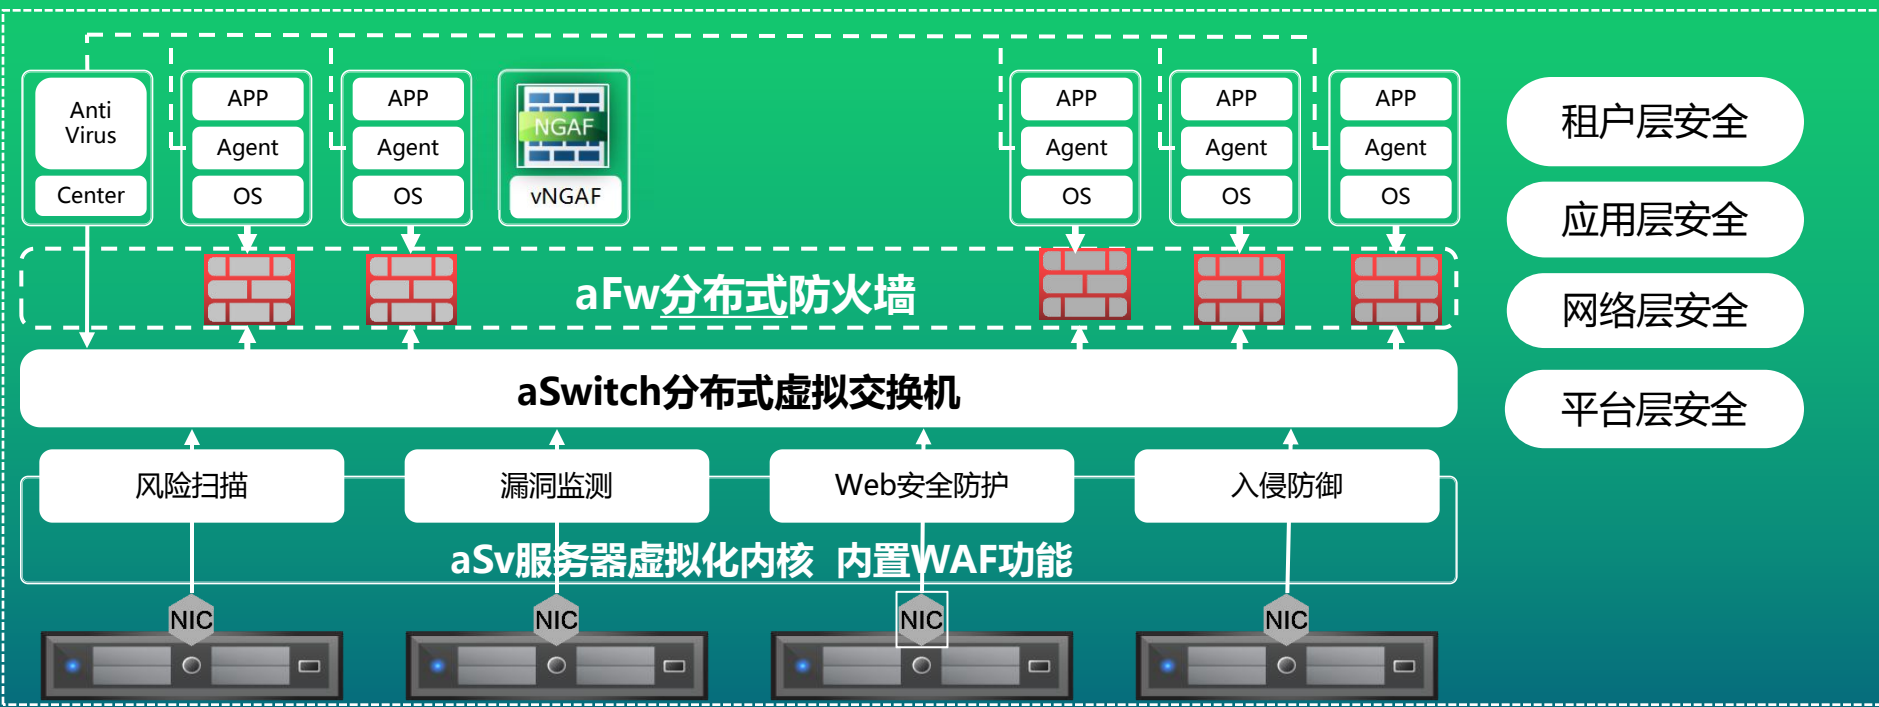 Anti
Virus
Center
APP
Agent
OS
APP
Agent
OS
NGAF
vNGAF
APP
Agent
OS
APP
Agent
OS
APP
Agent
OS
aFw分布式防火墙
aSwitch分布式虚拟交换机
风险扫描
漏洞监测
Web安全防护
入侵防御
aSv服务器虚拟化内核 内置WAF功能
NIC
NIC
NIC
NIC
租户层安全
应用层安全
网络层安全
平台层安全